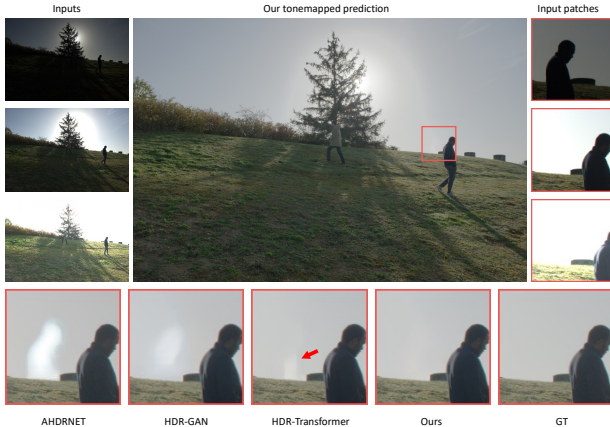 Inputs
Our tonemapped prediction
Input patches
AHDRNET
HDR-GAN
HDR-Transformer
Ours
GT